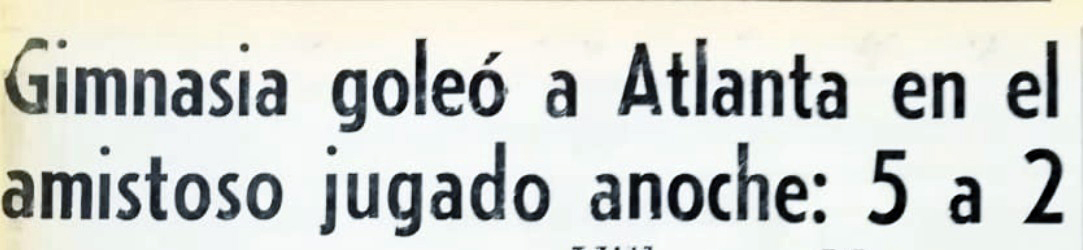 Gimnasia goleó a Atlanta en el
amistoso jugado anoche: 5 a 2